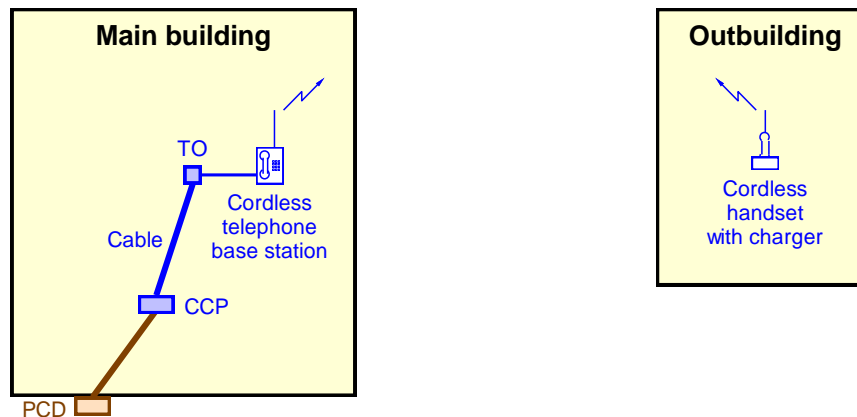 Main building
TO
Cordless
telephone
base station
Cable
CCP
PCD
Outbuilding
Cordless
handset
with charger